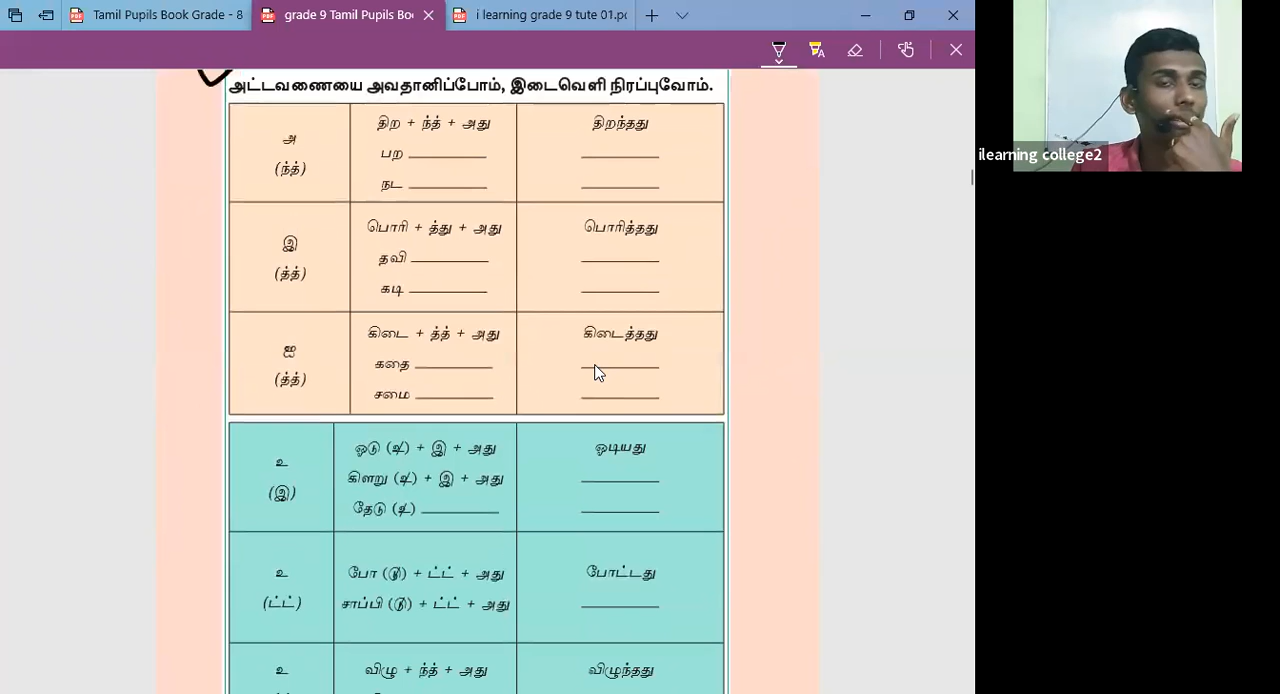 Tamil Pupils Book Grade - 8
grade 9 Tamil Pupils Bo
i learning grade 9 tute 01.p
ilearning college2
அட்டவணையை அவதானிப்போம், இடைவெளி நிரப்புவோம்.
அ
(ந்த்)
திற + ந்த் + அது
திறந்தது
பற
நட
இ
(த்த்)
பொரி + த்து + அது
பொரித்தது
தவி
கடி
ஐ
(த்த்)
கிடை + த்த் + அது
கிடைத்தது
கதை
சமை
உ
(இ)
ஓடு (உ) + இ + அது
ஓடியது
கிளறு (உ) + இ + அது
தேடு (உ)
உ
(ட்ட்)
போ (டு) + ட்ட் + அது
போட்டது
சாப்பி (டு) + ட்ட் + அது
உ
விழு + ந்த் + அது
விழுந்தது